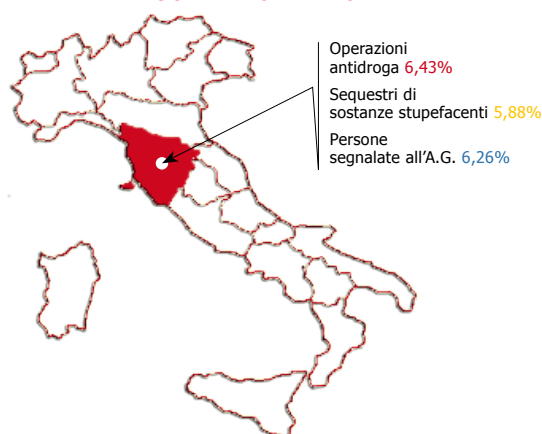 Operazioni
antidroga 6,43%
Sequestri di
sostanze stupefacenti 5,88%
Persone
segnalate all'A.G. 6,26%